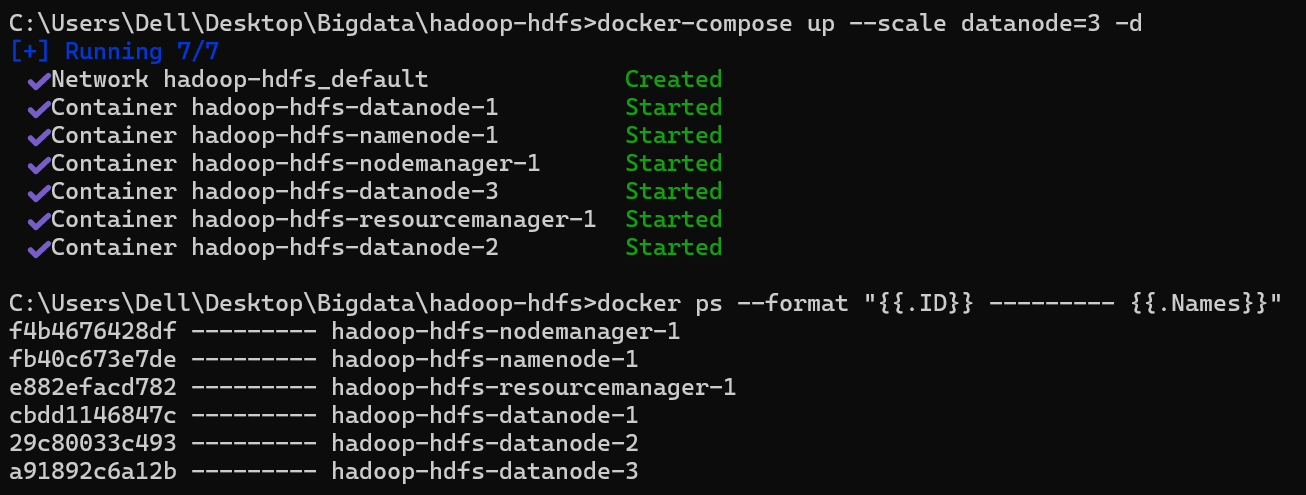 C:\Users\Dell\Desktop\Bigdata\hadoop-hdfs>docker-compose up --scale datanode=3 -d
[+] Running 7/7
✔Network hadoop-hdfs_default Created
✔Container hadoop-hdfs-datanode-1 Started
✔Container hadoop-hdfs-namenode-1 Started
✔Container hadoop-hdfs-nodemanager-1 Started
✔Container hadoop-hdfs-datanode-3 Started
✔Container hadoop-hdfs-resourcemanager-1 Started
✔Container hadoop-hdfs-datanode-2 Started
C:\Users\Dell\Desktop\Bigdata\hadoop-hdfs>docker ps --format "{{.ID}} --------- {{.Names}}"
f4b4676428df --------- hadoop-hdfs-nodemanager-1
fb40c673e7de --------- hadoop-hdfs-namenode-1
e882efacd782 --------- hadoop-hdfs-resourcemanager-1
cbdd1146847c --------- hadoop-hdfs-datanode-1
29c80033c493 --------- hadoop-hdfs-datanode-2
a91892c6a12b --------- hadoop-hdfs-datanode-3